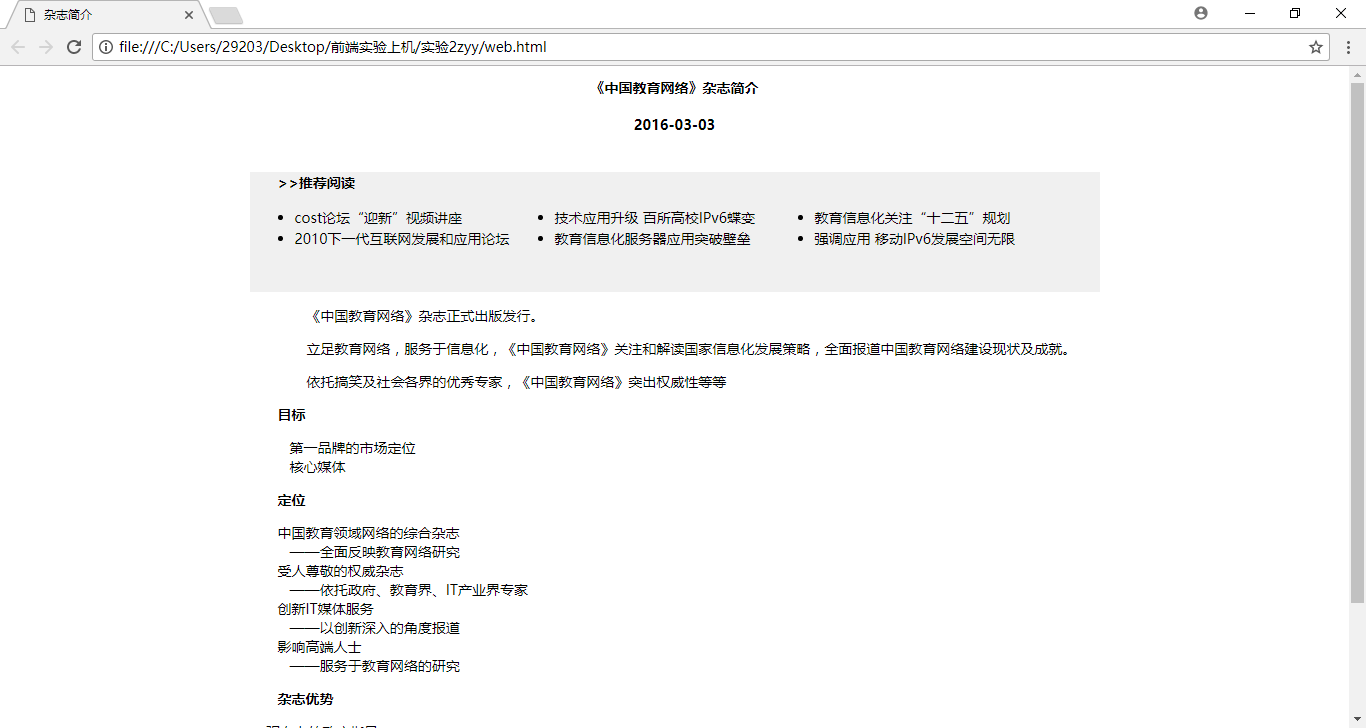 杂志简介
file:///C:/Users/29203/Desktop/前端实验上机/实验2zyy/web.html
《中国教育网络》杂志简介
2016-03-03
>>推荐阅读
cost论坛“迎新”视频讲座
技术应用升级 百所高校IPv6蝶变
教育信息化关注“十二五”规划
2010下一代互联网发展和应用论坛
教育信息化服务器应用突破壁垒
强调应用 移动IPv6发展空间无限
《中国教育网络》杂志正式出版发行。
立足教育网络，服务于信息化，《中国教育网络》关注和解读国家信息化发展策略，全面报道中国教育网络建设现状及成就。
依托搞笑及社会各界的优秀专家，《中国教育网络》突出权威性等等
目标
第一品牌的市场定位
核心媒体
定位
中国教育领域网络的综合杂志
——全面反映教育网络研究
受人尊敬的权威杂志
——依托政府、教育界、IT产业界专家
创新IT媒体服务
——以创新深入的角度报道
影响高端人士
——服务于教育网络的研究
杂志优势